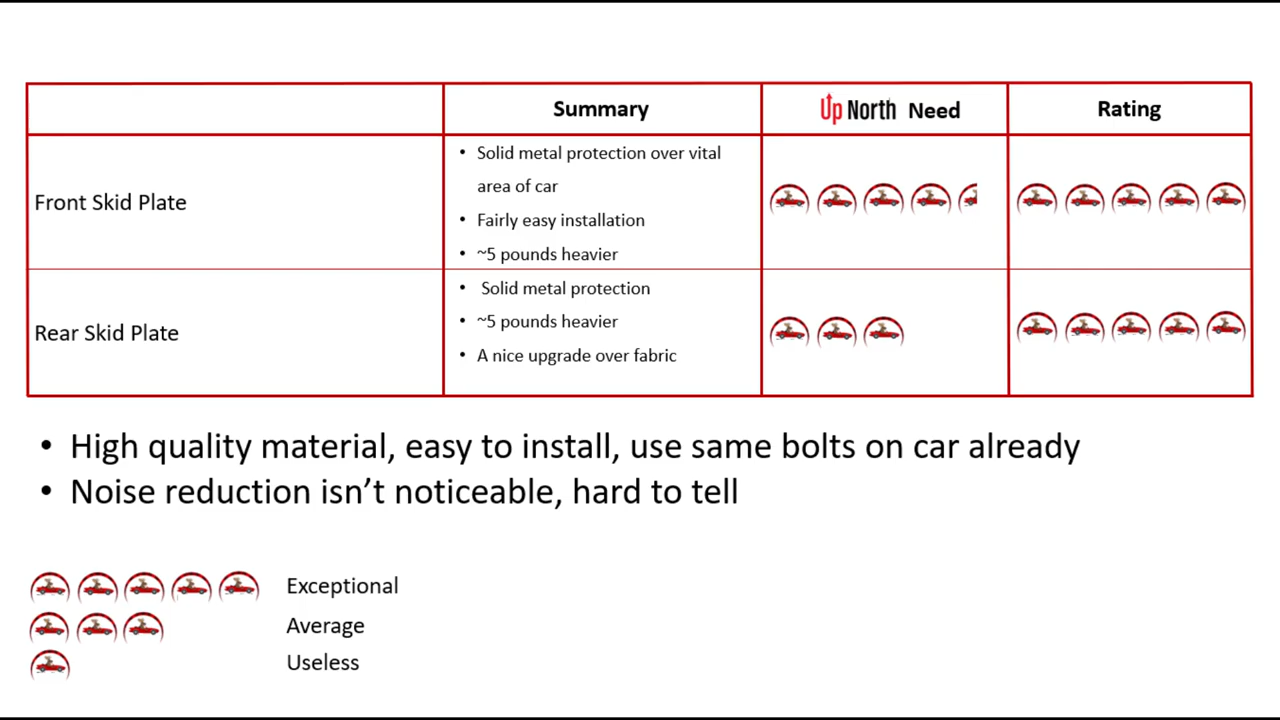 Summary
Up North Need
Rating
Front Skid Plate
• Solid metal protection over vital
area of car
• Fairly easy installation
• ~5 pounds heavier
Rear Skid Plate
• Solid metal protection
• ~5 pounds heavier
• A nice upgrade over fabric
• High quality material, easy to install, use same bolts on car already
• Noise reduction isn’t noticeable, hard to tell
Exceptional
Average
Useless